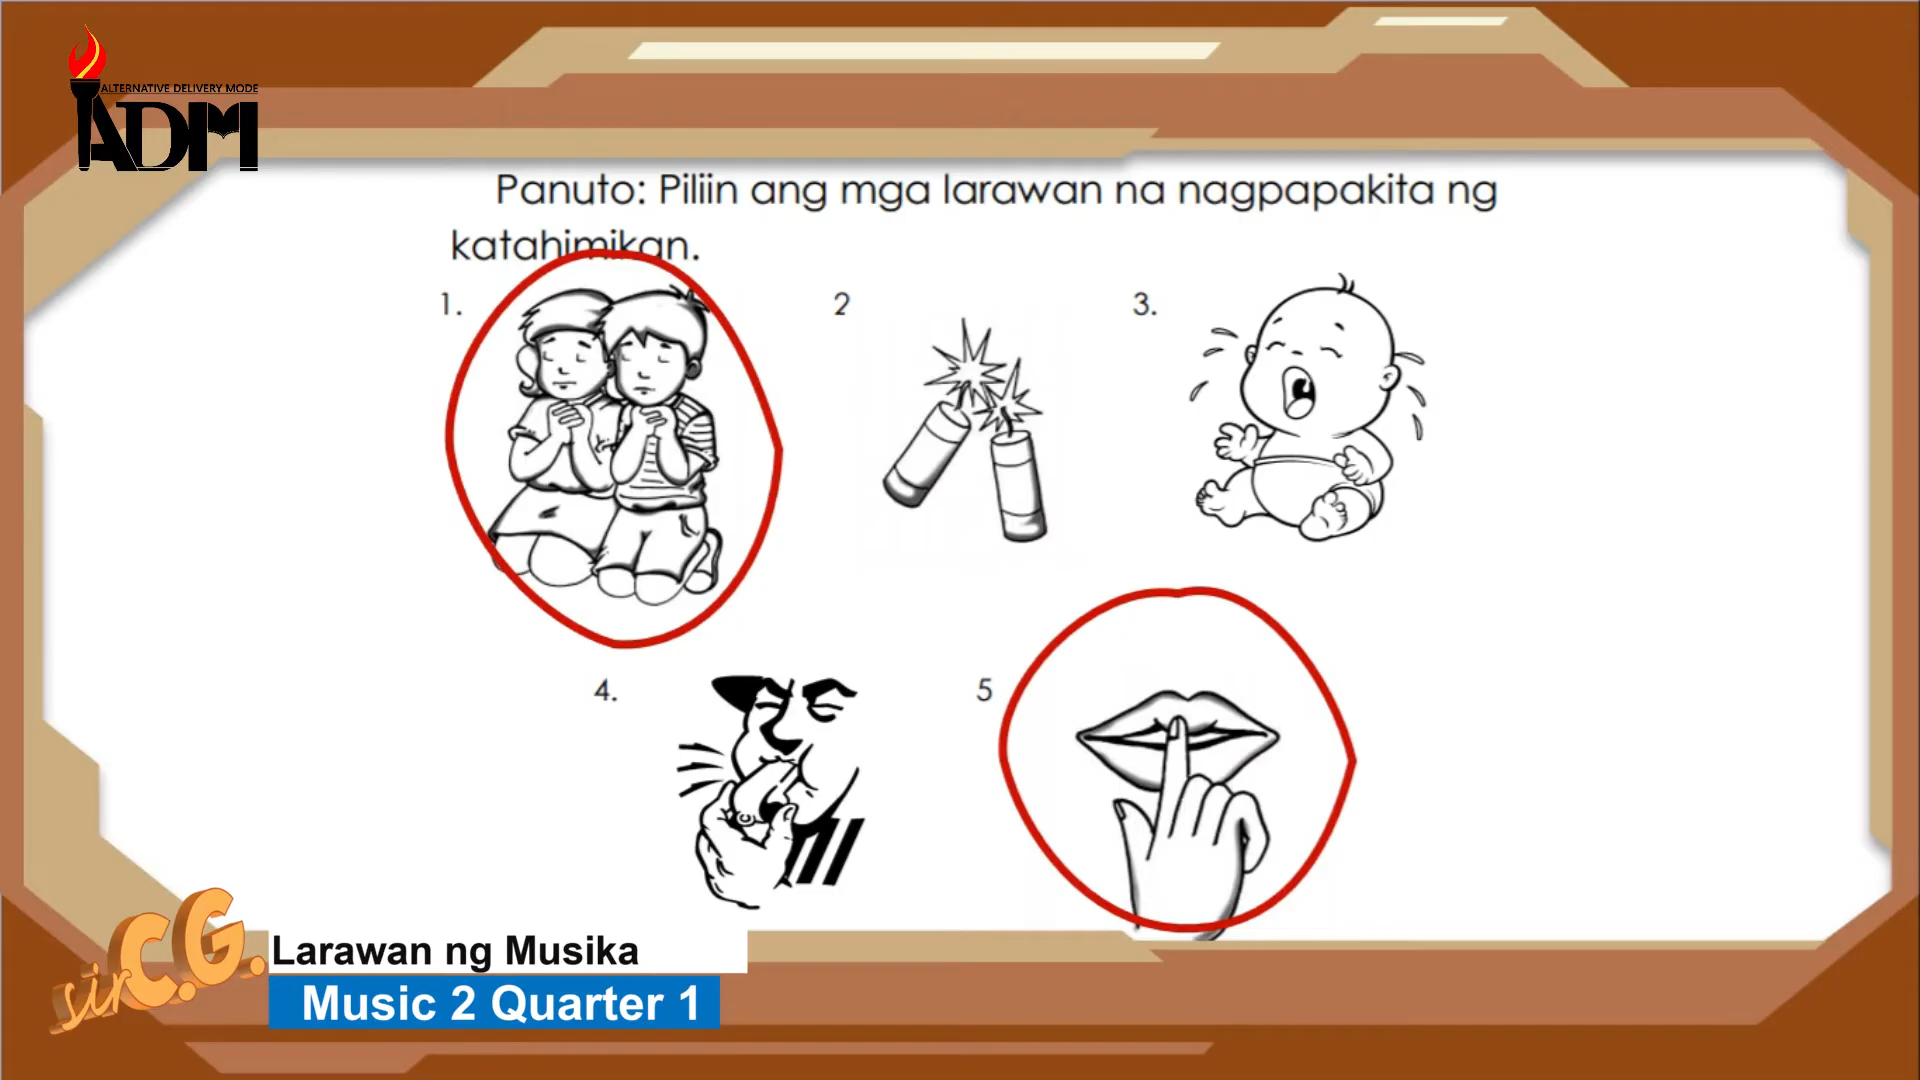 ALTERNATIVE DELIVERY MODE
ADM
Panuto: Piliin ang mga larawan na nagpapakita ng
katahimikan.
1.
2
3.
4.
5
sir C.G.
Larawan ng Musika
Music 2 Quarter 1